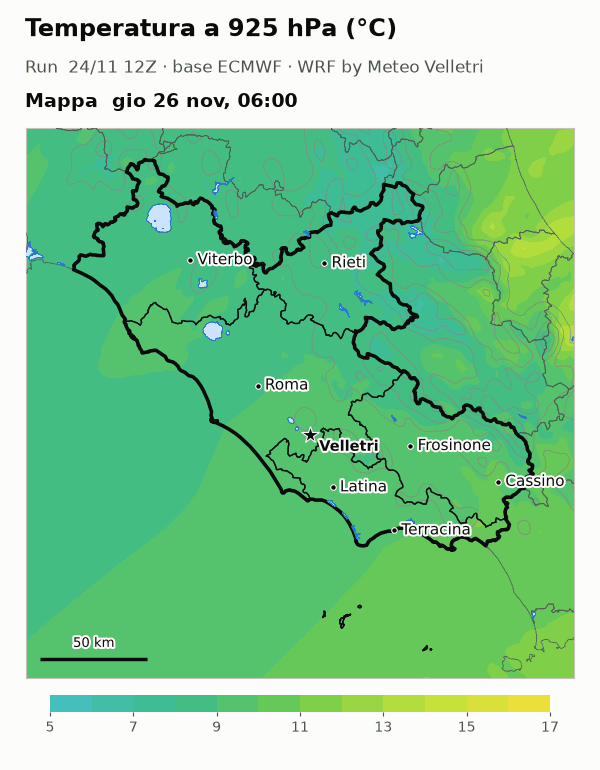 Temperatura a 925 hPa (°C)
Run  24/11 12Z · base ECMWF · WRF by Meteo Velletri
Mappa  gio 26 nov, 06:00
Viterbo
Rieti
Roma
Velletri
Frosinone
Latina
Cassino
Terracina
50 km
5 7 9 11 13 15 17